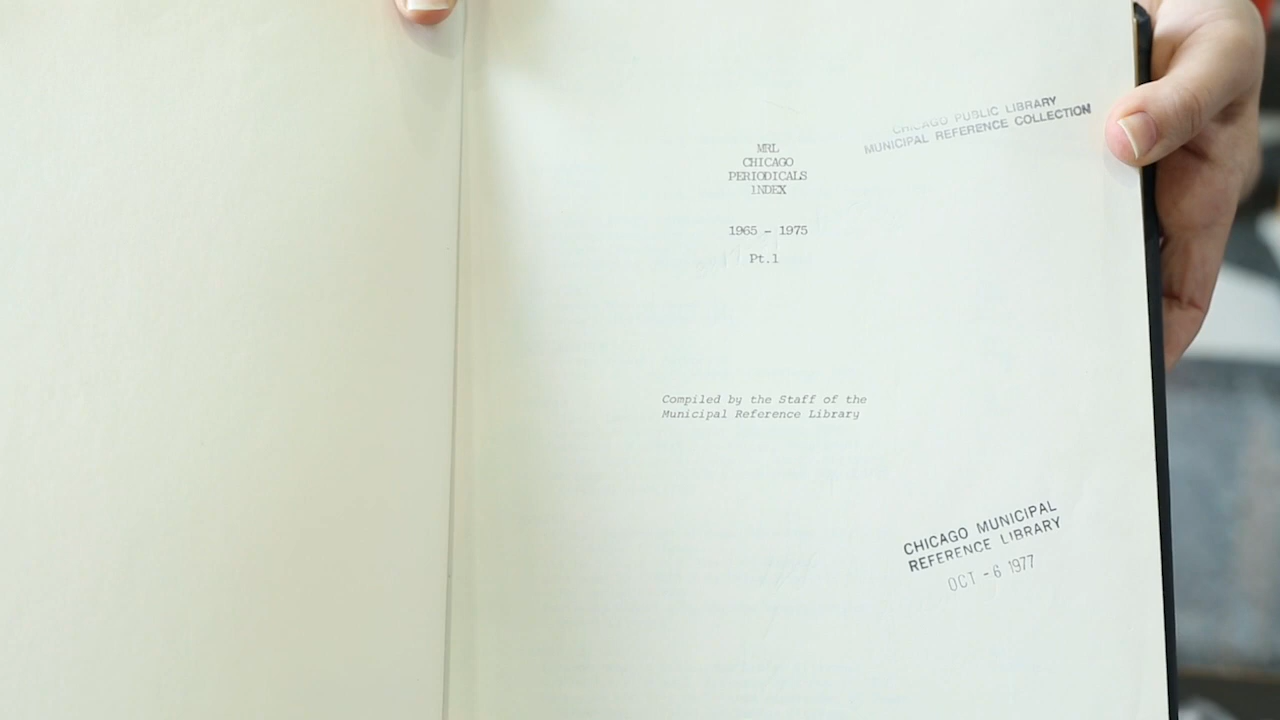 CHICAGO PUBLIC LIBRARY
MUNICIPAL REFERENCE COLLECTION
MRL
CHICAGO
PERIODICALS
INDEX
1965 - 1975
Pt.1
Compiled by the Staff of the
Municipal Reference Library
CHICAGO MUNICIPAL
REFERENCE LIBRARY
OCT - 6 1977